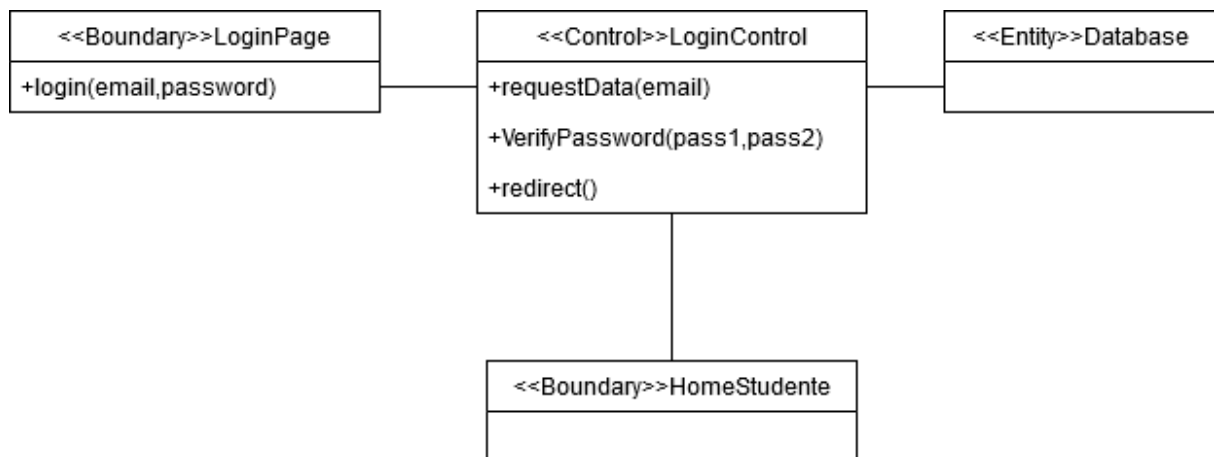 <<Boundary>>LoginPage
+login(email,password)
<<Control>>LoginControl
+requestData(email)
+VerifyPassword(pass1,pass2)
+redirect()
<<Entity>>Database
<<Boundary>>HomeStudente